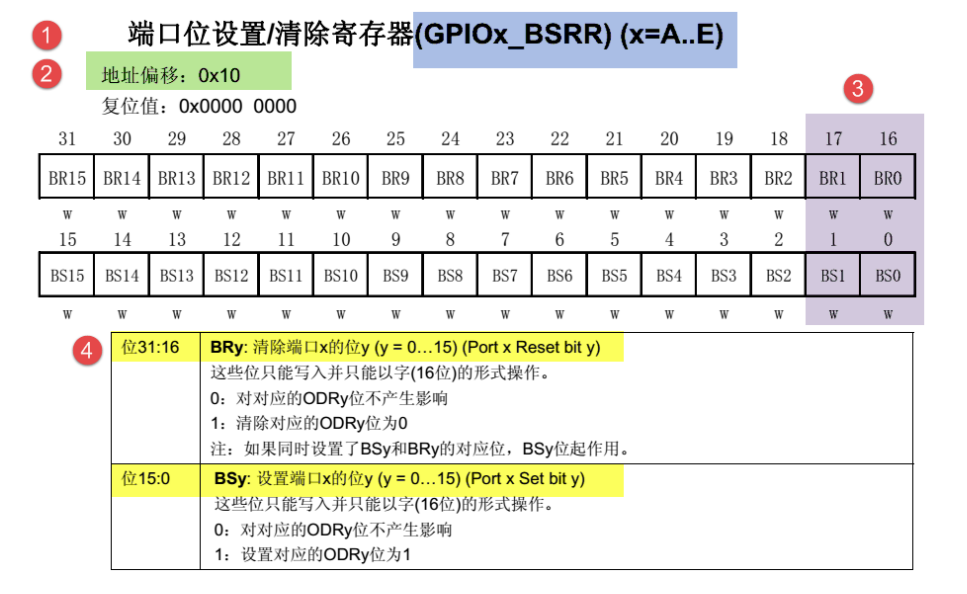 1 端口位设置/清除寄存器(GPIOx_BSRR) (x=A..E)
2 地址偏移：0x10
复位值：0x0000 0000
3
31 30 29 28 27 26 25 24 23 22 21 20 19 18 17 16
BR15 BR14 BR13 BR12 BR11 BR10 BR9 BR8 BR7 BR6 BR5 BR4 BR3 BR2 BR1 BR0
w w w w w w w w w w w w w w w w
15 14 13 12 11 10 9 8 7 6 5 4 3 2 1 0
BS15 BS14 BS13 BS12 BS11 BS10 BS9 BS8 BS7 BS6 BS5 BS4 BS3 BS2 BS1 BS0
w w w w w w w w w w w w w w w w
4 位31:16 BRy: 清除端口x的位y (y = 0…15) (Port x Reset bit y)
这些位只能写入并只能以字(16位)的形式操作。
0：对对应的ODRy位不产生影响
1：清除对应的ODRy位为0
注：如果同时设置了BSy和BRy的对应位，BSy位起作用。
位15:0 BSy: 设置端口x的位y (y = 0…15) (Port x Set bit y)
这些位只能写入并只能以字(16位)的形式操作。
0：对对应的ODRy位不产生影响
1：设置对应的ODRy位为1